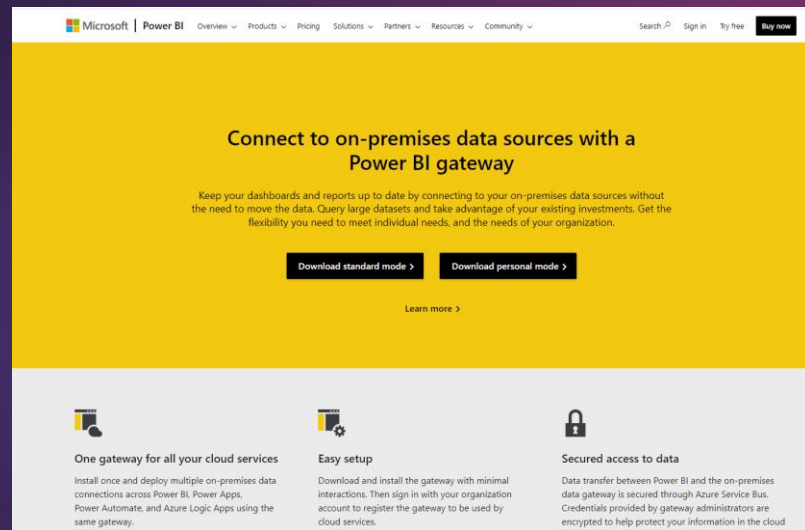 Microsoft | Power BI Overview Products Pricing Solutions Partners Resources Community Search Sign in Try free Buy now
Connect to on-premises data sources with a
Power BI gateway
Keep your dashboards and reports up to date by connecting to your on-premises data sources without
the need to move the data. Query large datasets and take advantage of your existing investments. Get the
flexibility you need to meet individual needs, and the needs of your organization.
Download standard mode > Download personal mode >
Learn more >
One gateway for all your cloud services
Install once and deploy multiple on-premises data
connections across Power BI, Power Apps,
Power Automate, and Azure Logic Apps using the
same gateway.
Easy setup
Download and install the gateway with minimal
interactions. Then sign in with your organization
account to register the gateway to be used by
cloud services.
Secured access to data
Data transfer between Power BI and the on-premises
data gateway is secured through Azure Service Bus.
Credentials provided by gateway administrators are
encrypted to help protect your information in the cloud